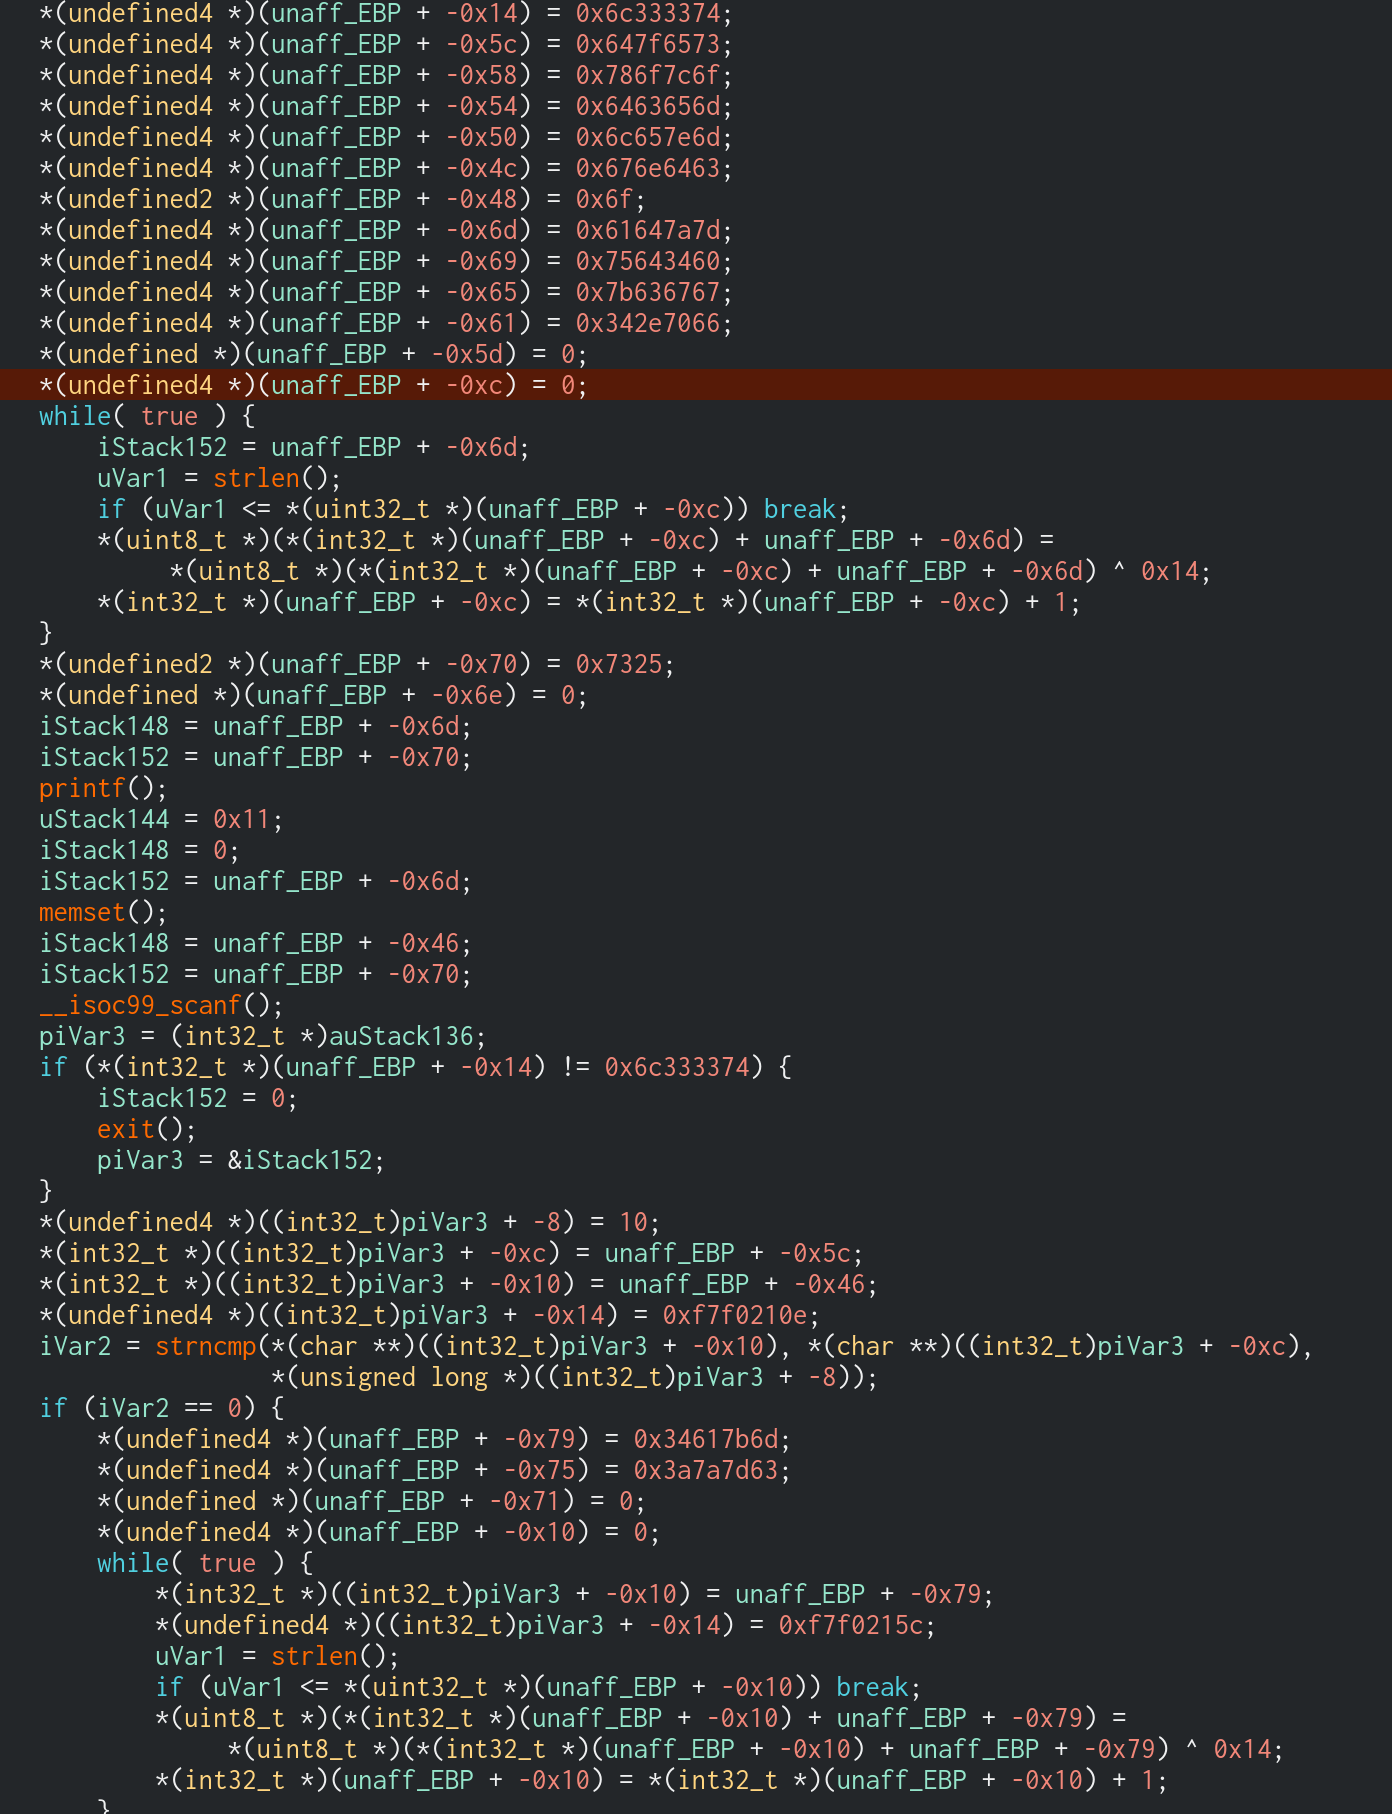 *(undefined4 *)(unaff_EBP + -0x14) = 0x6c333374;
*(undefined4 *)(unaff_EBP + -0x5c) = 0x647f6573;
*(undefined4 *)(unaff_EBP + -0x58) = 0x786f7c6f;
*(undefined4 *)(unaff_EBP + -0x54) = 0x6463656d;
*(undefined4 *)(unaff_EBP + -0x50) = 0x6c657e6d;
*(undefined4 *)(unaff_EBP + -0x4c) = 0x676e6463;
*(undefined2 *)(unaff_EBP + -0x48) = 0x6f;
*(undefined4 *)(unaff_EBP + -0x6d) = 0x61647a7d;
*(undefined4 *)(unaff_EBP + -0x69) = 0x75643460;
*(undefined4 *)(unaff_EBP + -0x65) = 0x7b636767;
*(undefined4 *)(unaff_EBP + -0x61) = 0x342e7066;
*(undefined *)(unaff_EBP + -0x5d) = 0;
*(undefined4 *)(unaff_EBP + -0xc) = 0;
while( true ) {
    iStack152 = unaff_EBP + -0x6d;
    uVar1 = strlen();
    if (uVar1 <= *(uint32_t *)(unaff_EBP + -0xc)) break;
    *(uint8_t *)(*(int32_t *)(unaff_EBP + -0xc) + unaff_EBP + -0x6d) =
         *(uint8_t *)(*(int32_t *)(unaff_EBP + -0xc) + unaff_EBP + -0x6d) ^ 0x14;
    *(int32_t *)(unaff_EBP + -0xc) = *(int32_t *)(unaff_EBP + -0xc) + 1;
}
*(undefined2 *)(unaff_EBP + -0x70) = 0x7325;
*(undefined *)(unaff_EBP + -0x6e) = 0;
iStack148 = unaff_EBP + -0x6d;
iStack152 = unaff_EBP + -0x70;
printf();
uStack144 = 0x11;
iStack148 = 0;
iStack152 = unaff_EBP + -0x6d;
memset();
iStack148 = unaff_EBP + -0x46;
iStack152 = unaff_EBP + -0x70;
__isoc99_scanf();
piVar3 = (int32_t *)auStack136;
if (*(int32_t *)(unaff_EBP + -0x14) != 0x6c333374) {
    iStack152 = 0;
    exit();
    piVar3 = &iStack152;
}
*(undefined4 *)((int32_t)piVar3 + -8) = 10;
*(int32_t *)((int32_t)piVar3 + -0xc) = unaff_EBP + -0x5c;
*(int32_t *)((int32_t)piVar3 + -0x10) = unaff_EBP + -0x46;
*(undefined4 *)((int32_t)piVar3 + -0x14) = 0xf7f0210e;
iVar2 = strncmp(*(char **)((int32_t)piVar3 + -0x10), *(char **)((int32_t)piVar3 + -0xc),
                *(unsigned long *)((int32_t)piVar3 + -8));
if (iVar2 == 0) {
    *(undefined4 *)(unaff_EBP + -0x79) = 0x34617b6d;
    *(undefined4 *)(unaff_EBP + -0x75) = 0x3a7a7d63;
    *(undefined *)(unaff_EBP + -0x71) = 0;
    *(undefined4 *)(unaff_EBP + -0x10) = 0;
    while( true ) {
        *(int32_t *)((int32_t)piVar3 + -0x10) = unaff_EBP + -0x79;
        *(undefined4 *)((int32_t)piVar3 + -0x14) = 0xf7f0215c;
        uVar1 = strlen();
        if (uVar1 <= *(uint32_t *)(unaff_EBP + -0x10)) break;
        *(uint8_t *)(*(int32_t *)(unaff_EBP + -0x10) + unaff_EBP + -0x79) =
             *(uint8_t *)(*(int32_t *)(unaff_EBP + -0x10) + unaff_EBP + -0x79) ^ 0x14;
        *(int32_t *)(unaff_EBP + -0x10) = *(int32_t *)(unaff_EBP + -0x10) + 1;
    }